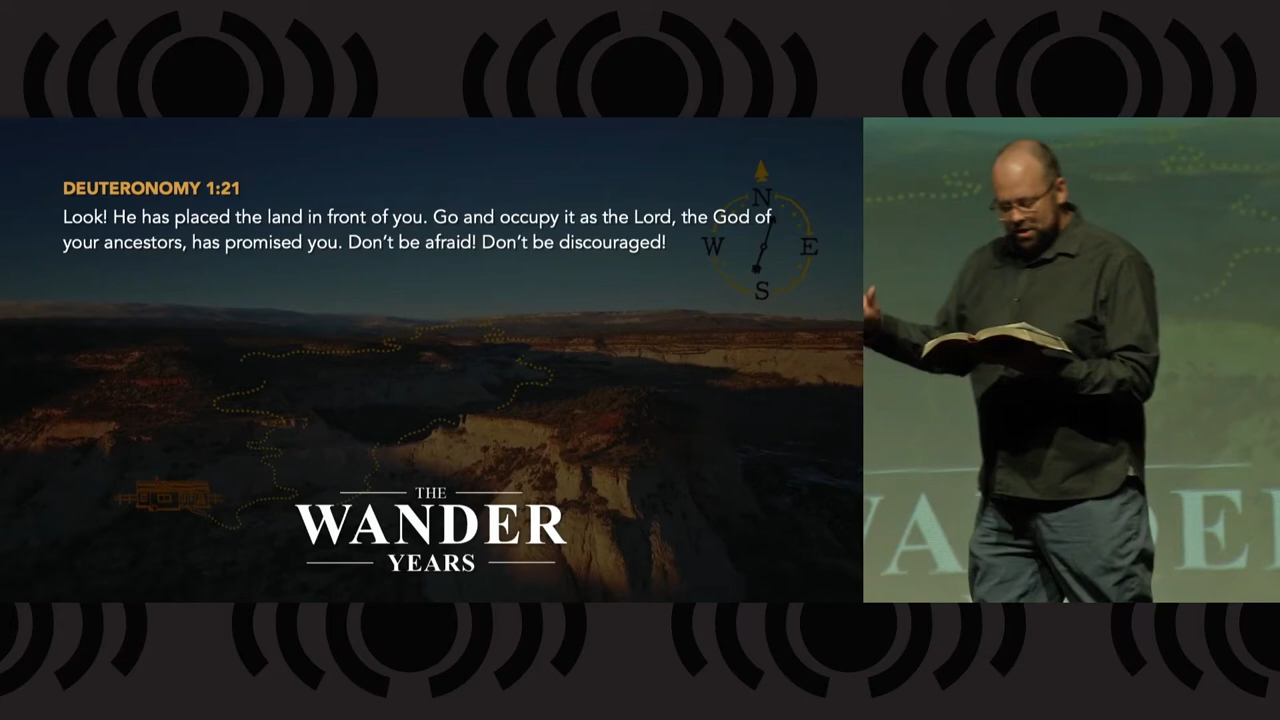 DEUTERONOMY 1:21
Look! He has placed the land in front of you. Go and occupy it as the Lord, the God of
your ancestors, has promised you. Don't be afraid! Don't be discouraged!
N
W E
S
THE
WANDER
YEARS
WANDER